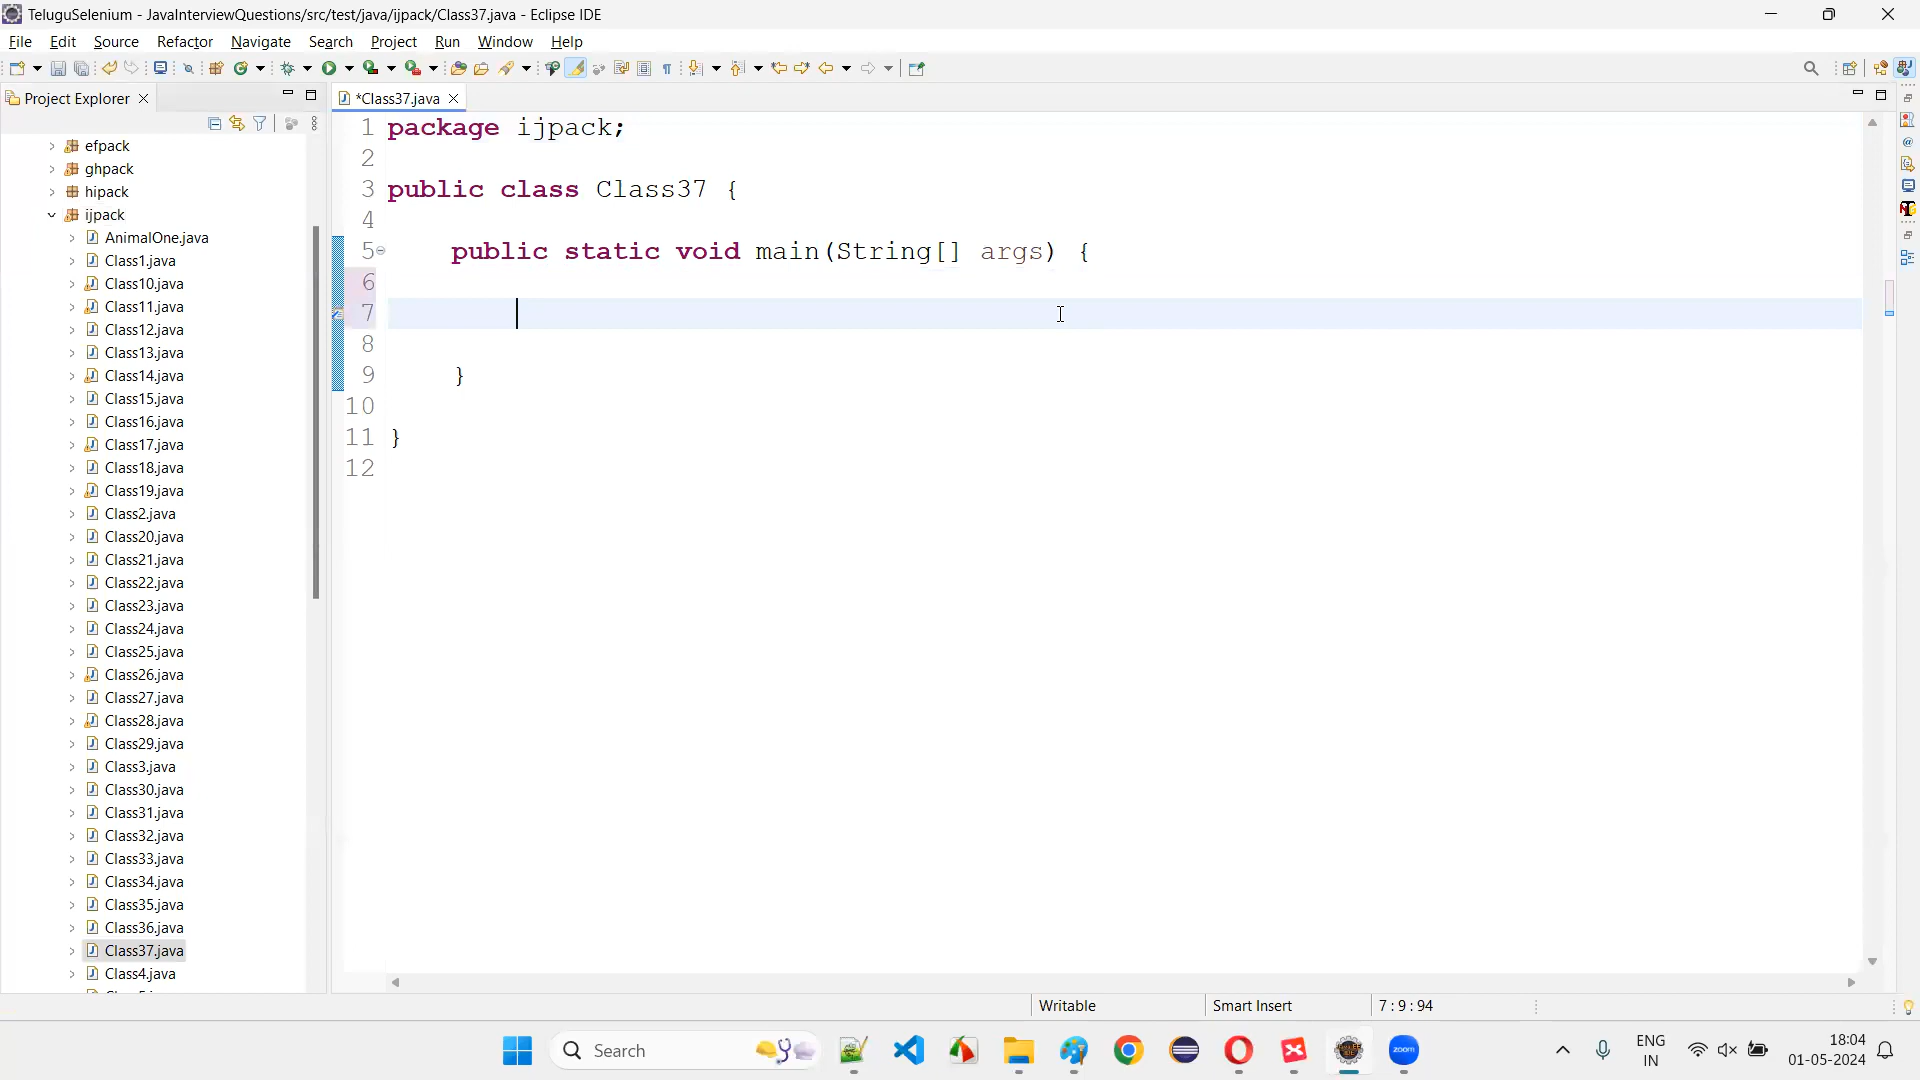 TeluguSelenium - JavaInterviewQuestions/src/test/java/ijpack/Class37.java - Eclipse IDE
File Edit Source Refactor Navigate Search Project Run Window Help
Project Explorer
*Class37.java
efpack
ghpack
hipack
ijpack
AnimalOne.java
Class1.java
Class10.java
Class11.java
Class12.java
Class13.java
Class14.java
Class15.java
Class16.java
Class17.java
Class18.java
Class19.java
Class2.java
Class20.java
Class21.java
Class22.java
Class23.java
Class24.java
Class25.java
Class26.java
Class27.java
Class28.java
Class29.java
Class3.java
Class30.java
Class31.java
Class32.java
Class33.java
Class34.java
Class35.java
Class36.java
Class37.java
Class4.java
1 package ijpack;
2
3 public class Class37 {
4
5 public static void main(String[] args) {
6
7
8
9 }
10
11 }
12
Writable Smart Insert 7 : 9 : 94
Search
zoom
ENG
IN
18:04
01-05-2024